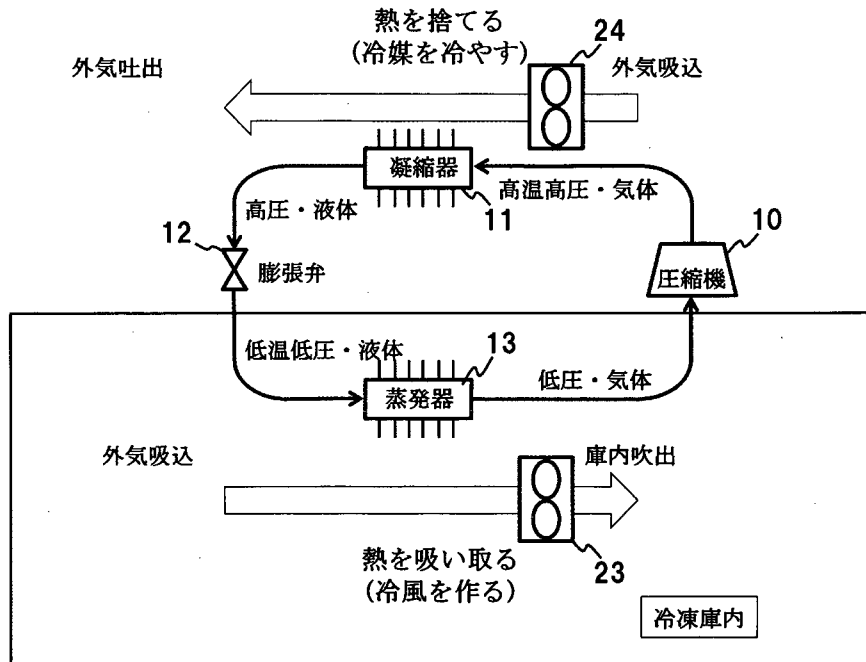 熱を捨てる
(冷媒を冷やす)
24
外気吐出
外気吸込
凝縮器
11
高温高圧・気体
高圧・液体
12
膨張弁
10
圧縮機
低温低圧・液体
13
蒸発器
低圧・気体
外気吸込
庫内吹出
23
熱を吸い取る
(冷風を作る)
冷凍庫内